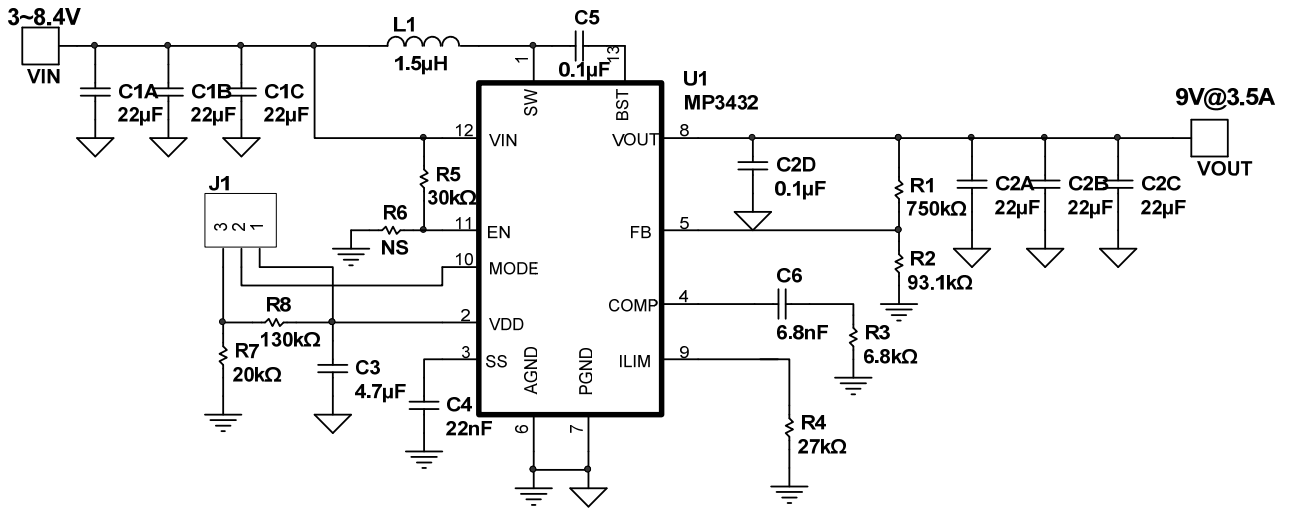 3~8.4V
VIN
C1A
22µF
C1B
22µF
C1C
22µF
L1
1.5µH
C5
0.1µF
1
13
SW
BST
U1
MP3432
12
VIN
VOUT
8
9V@3.5A
VOUT
R5
30kΩ
R6
NS
11
EN
10
MODE
2
VDD
3
SS
AGND
PGND
6
7
FB
5
COMP
4
ILIM
9
C2D
0.1µF
R1
750kΩ
R2
93.1kΩ
C2A
22µF
C2B
22µF
C2C
22µF
C6
6.8nF
R3
6.8kΩ
R4
27kΩ
J1
3
2
1
R8
130kΩ
R7
20kΩ
C3
4.7µF
C4
22nF